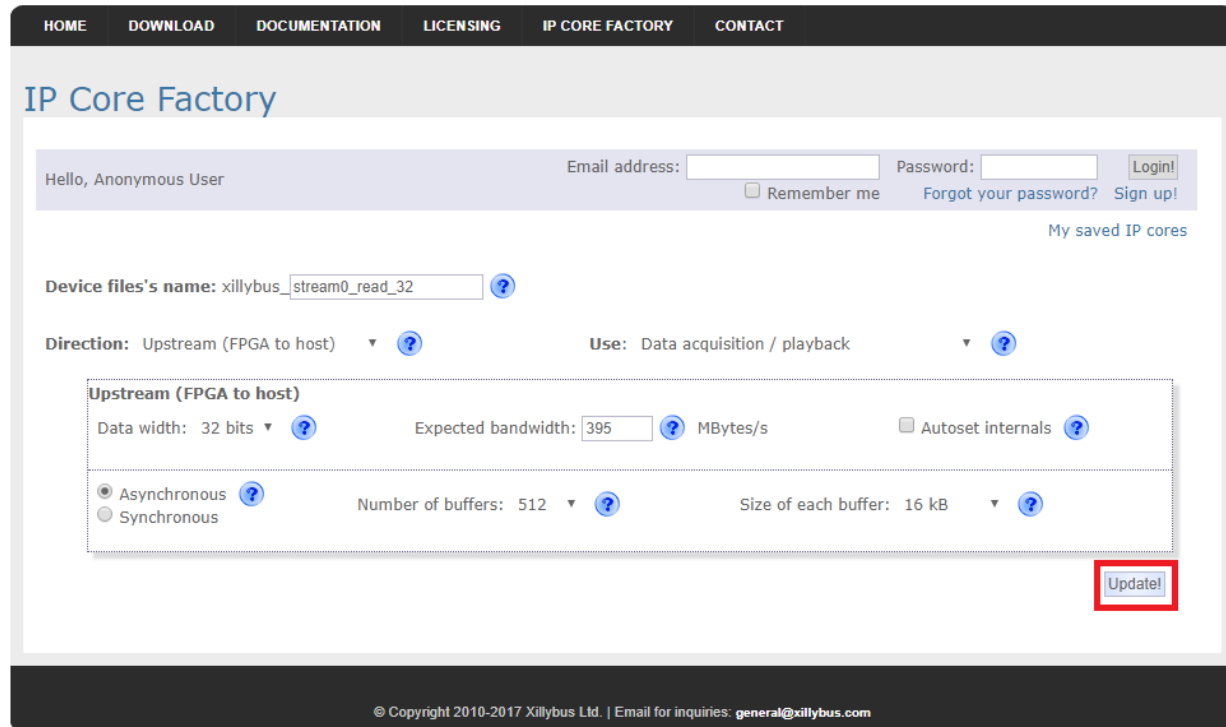 HOME DOWNLOAD DOCUMENTATION LICENSING IP CORE FACTORY CONTACT
IP Core Factory
Hello, Anonymous User Email address: Password: Login!
Remember me Forgot your password? Sign up!
My saved IP cores
Device files's name: xillybus_ stream0_read_32 ?
Direction: Upstream (FPGA to host) ? Use: Data acquisition / playback ?
Upstream (FPGA to host)
Data width: 32 bits ? Expected bandwidth: 395 ? MBytes/s Autoset internals ?
Asynchronous ? Number of buffers: 512 ? Size of each buffer: 16 kB ?
Synchronous
Update!
© Copyright 2010-2017 Xillybus Ltd. | Email for inquiries: general@xillybus.com